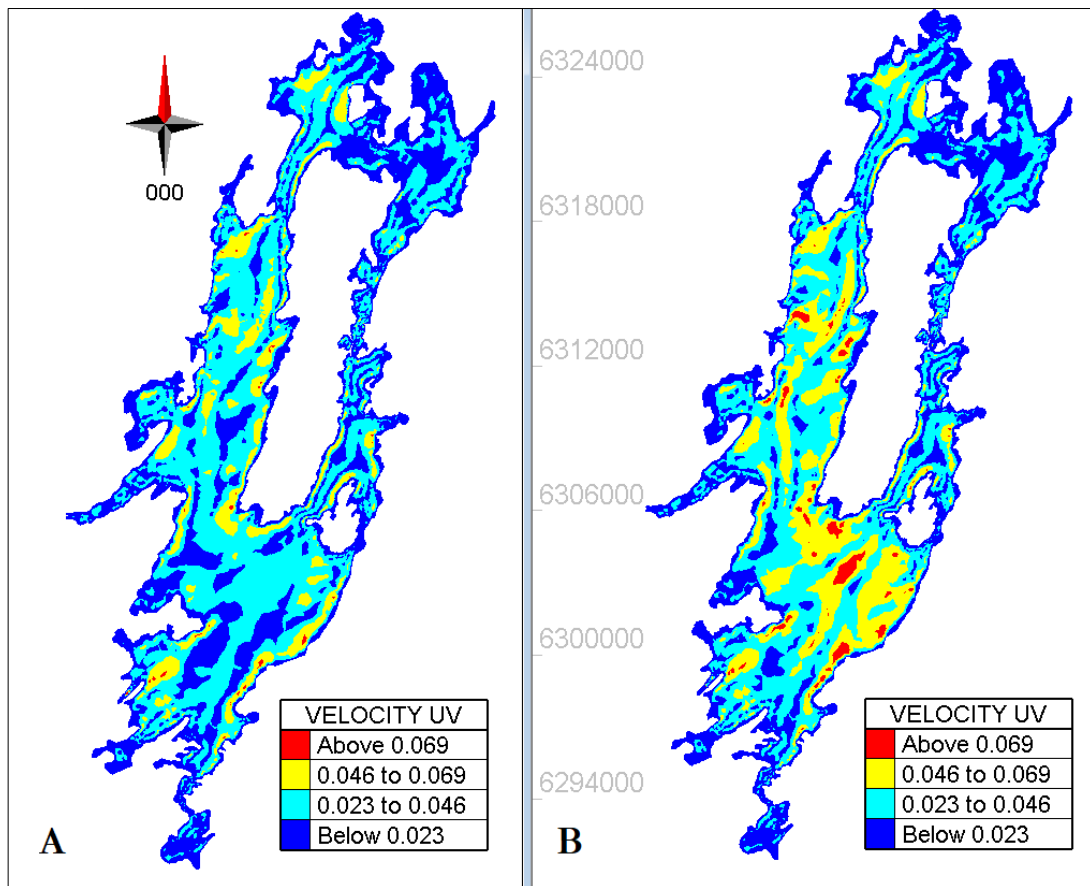 000
VELOCITY UV
Above 0.069
0.046 to 0.069
0.023 to 0.046
Below 0.023
A
6324000
6318000
6312000
6306000
6300000
6294000
VELOCITY UV
Above 0.069
0.046 to 0.069
0.023 to 0.046
Below 0.023
B